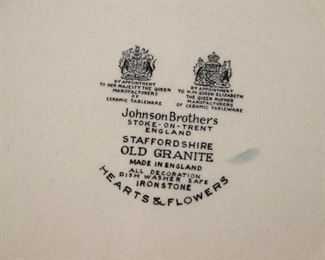 BY APPOINTMENT
TO HER MAJESTY THE QUEEN
MANUFACTURERS
OF
CERAMIC TABLEWARE
BY APPOINTMENT
TO H.M. QUEEN ELIZABETH
THE QUEEN MOTHER
MANUFACTURERS
OF CERAMIC TABLEWARE
Johnson Brothers
STOKE-ON-TRENT
ENGLAND
STAFFORDSHIRE
OLD GRANITE
MADE IN ENGLAND
ALL DECORATION
DISH WASHER SAFE
IRONSTONE
HEARTS & FLOWERS